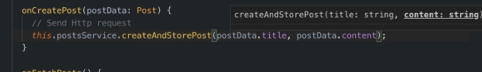 onCreatePost(postData: Post) {
createAndStorePost(title: string, content: string)
// Send Http request
this.postsService.createAndStorePost(postData.title, postData.content);
}
onFetchPosts() {